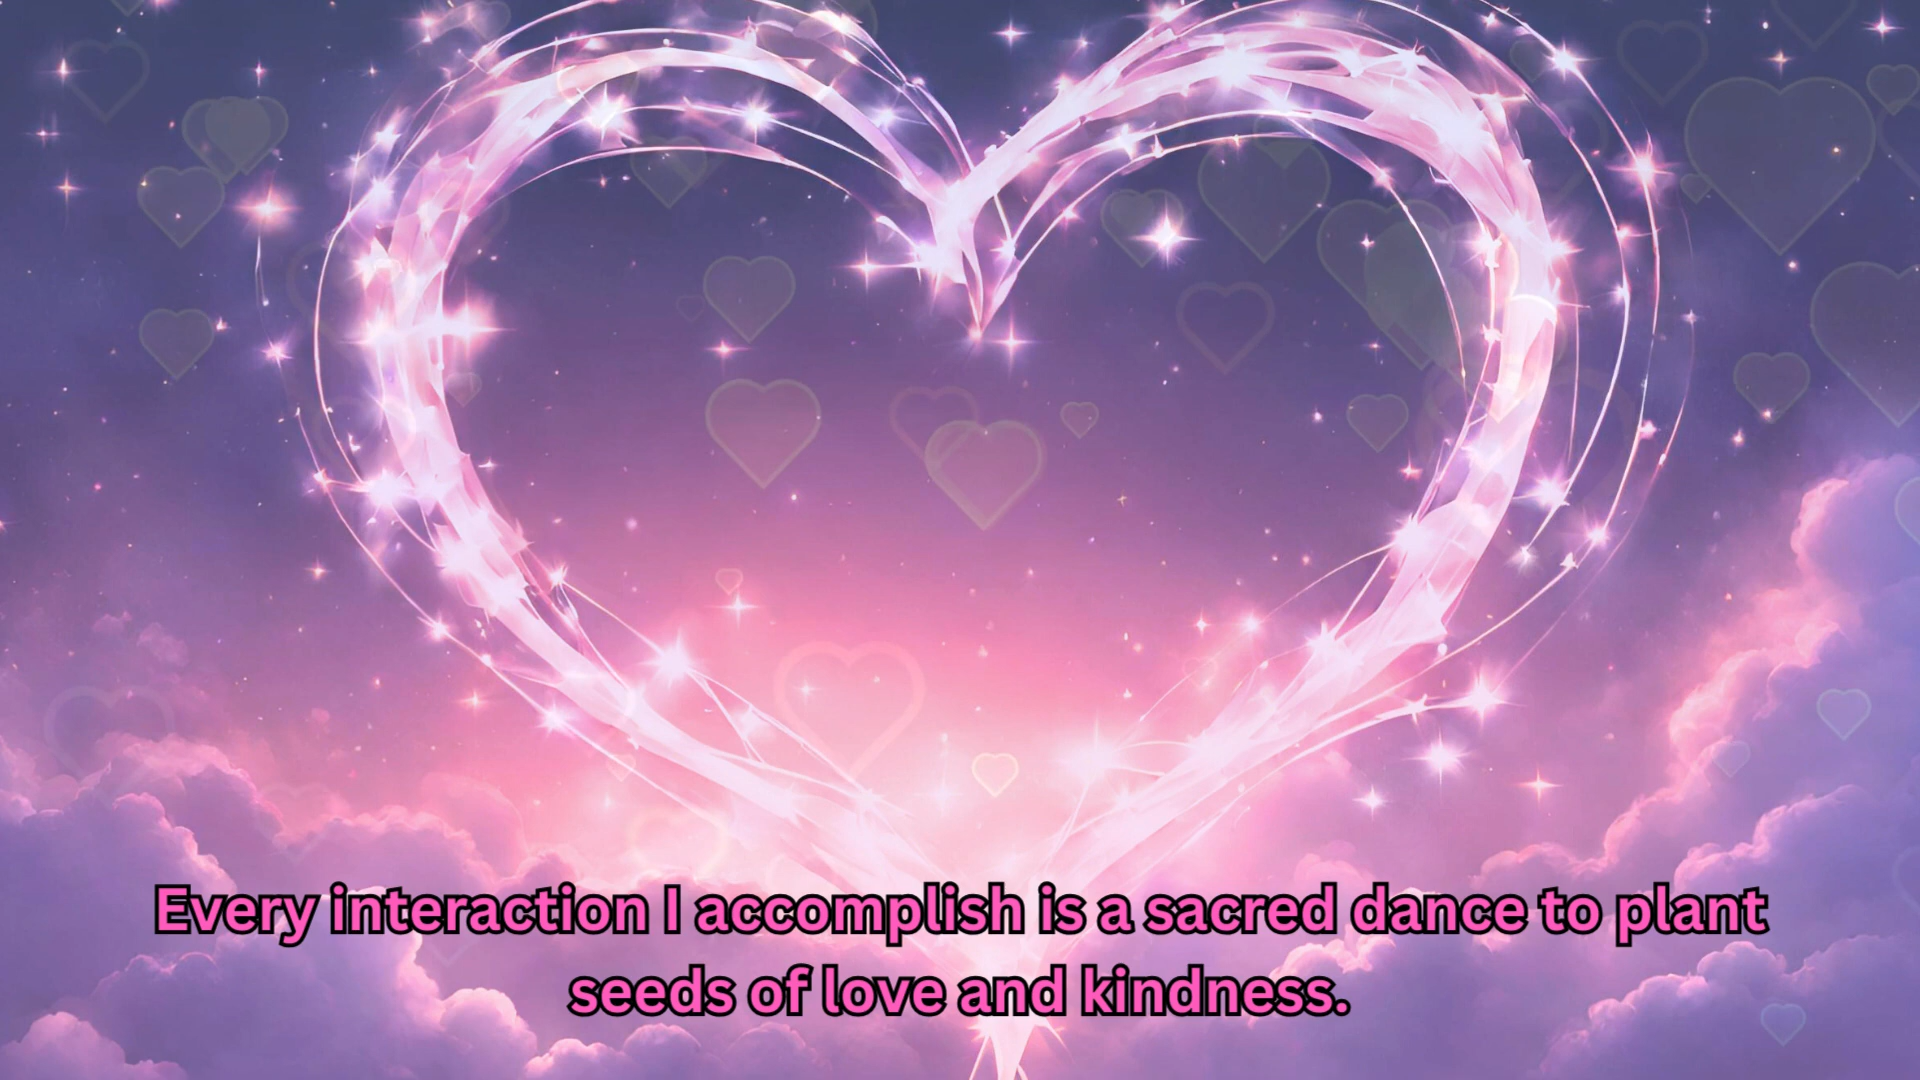 Every interaction I accomplish is a sacred dance to plant
seeds of love and kindness.